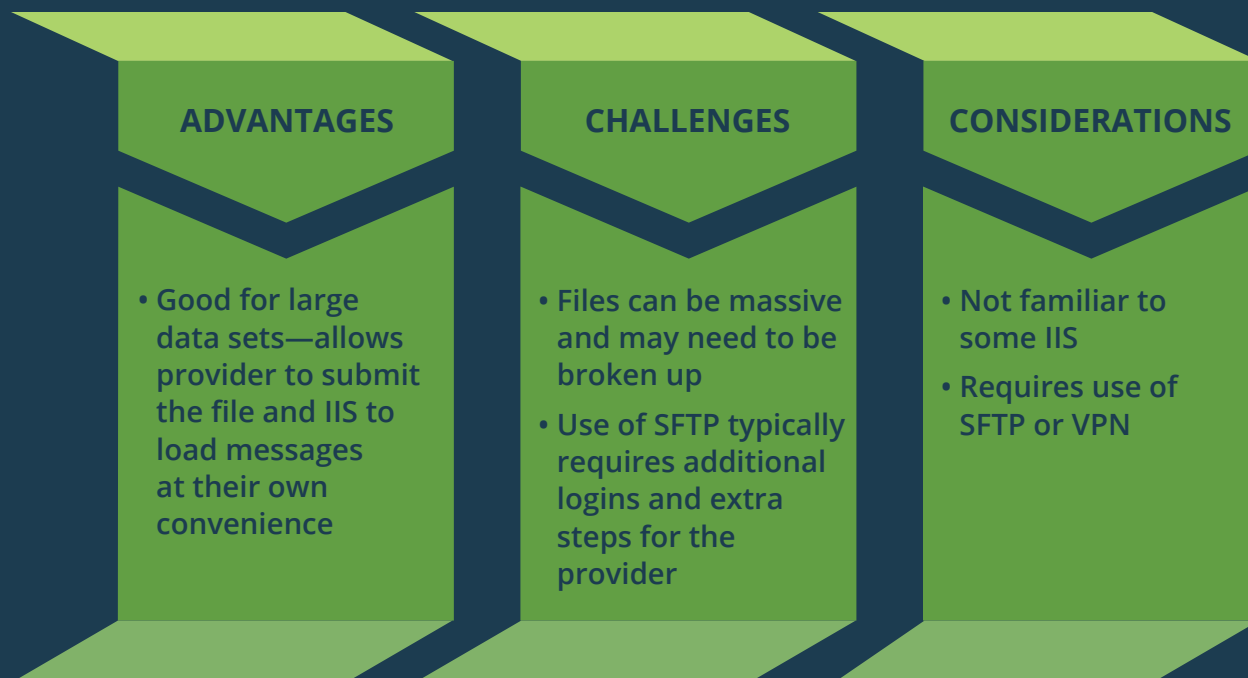 ADVANTAGES
• Good for large
data sets—allows
provider to submit
the file and IIS to
load messages
at their own
convenience
CHALLENGES
• Files can be massive
and may need to be
broken up
• Use of SFTP typically
requires additional
logins and extra
steps for the
provider
CONSIDERATIONS
• Not familiar to
some IIS
• Requires use of
SFTP or VPN